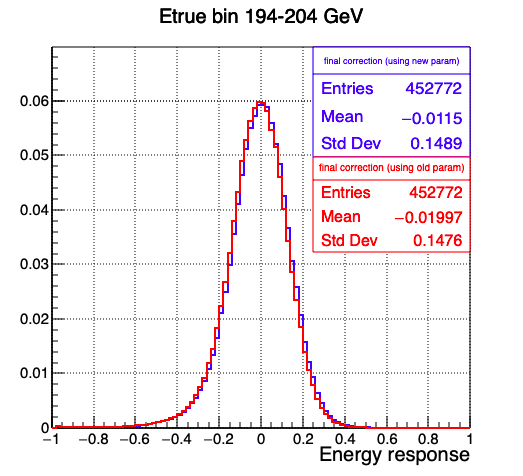 Etrue bin 194-204 GeV
final correction (using new param)
Entries 452772
Mean −0.0115
Std Dev 0.1489
final correction (using old param)
Entries 452772
Mean −0.01997
Std Dev 0.1476
0.06
0.05
0.04
0.03
0.02
0.01
0
−1 −0.8 −0.6 −0.4 −0.2 0 0.2 0.4 0.6 0.8 1
Energy response